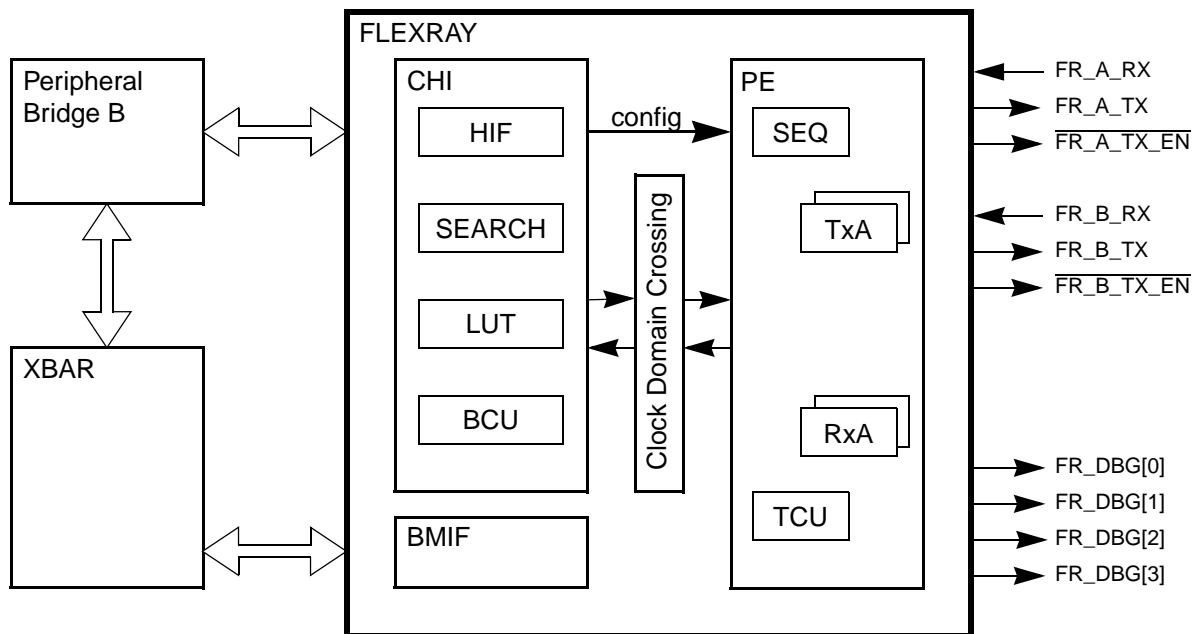 FLEXRAY
Peripheral
Bridge B
XBAR
CHI
HIF
SEARCH
LUT
BCU
BMIF
config
Clock Domain Crossing
PE
SEQ
TxA
RxA
TCU
FR_A_RX
FR_A_TX
FR_A_TX_EN
FR_B_RX
FR_B_TX
FR_B_TX_EN
FR_DBG[0]
FR_DBG[1]
FR_DBG[2]
FR_DBG[3]